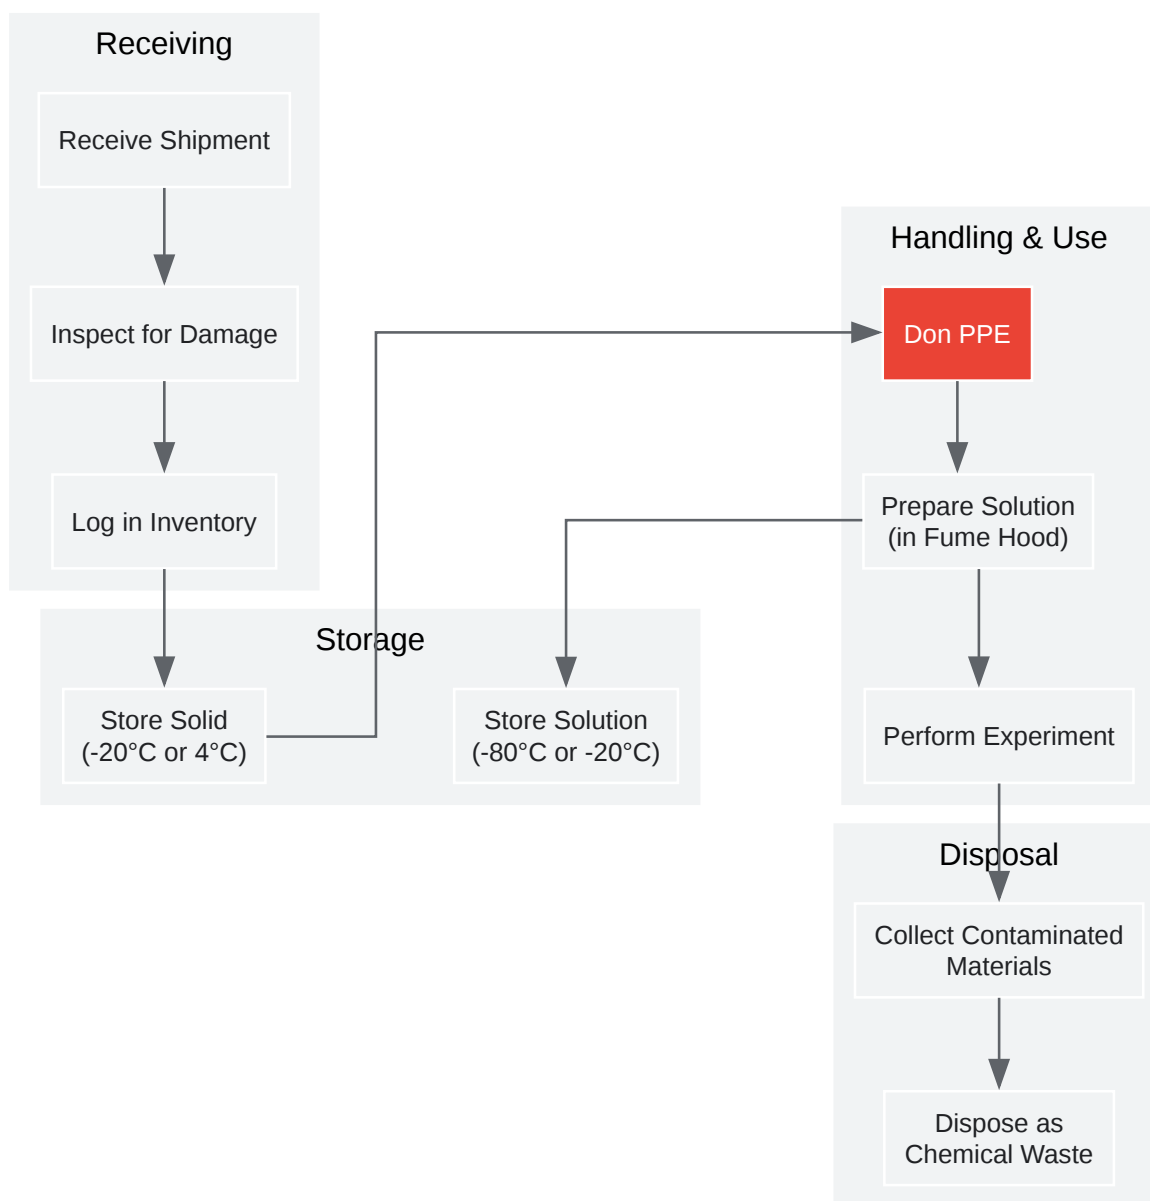 Receiving
Receive Shipment
Inspect for Damage
Log in Inventory
Storage
Store Solid
(-20°C or 4°C)
Store Solution
(-80°C or -20°C)
Handling & Use
Don PPE
Prepare Solution
(in Fume Hood)
Perform Experiment
Disposal
Collect Contaminated
Materials
Dispose as
Chemical Waste